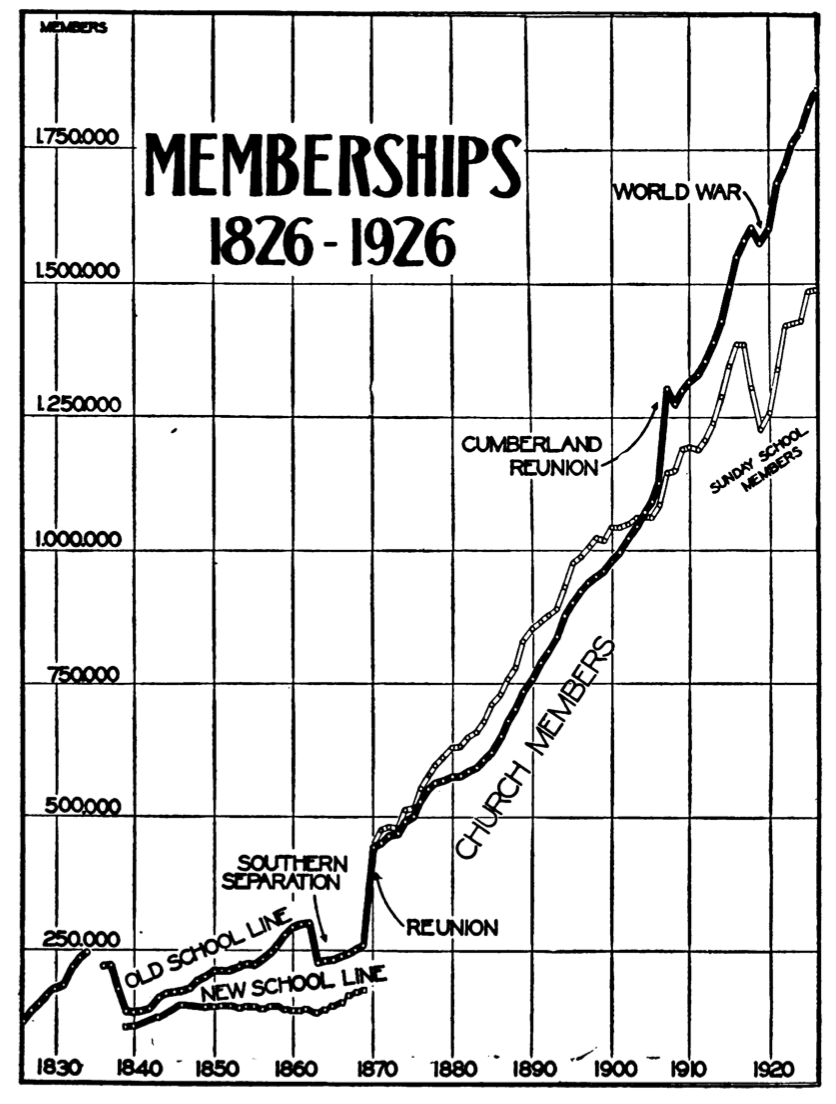 MEMBERS
1.750.000
MEMBERSHIPS
1826 - 1926
WORLD WAR
1.500.000
1.250.000
CUMBERLAND
REUNION
SUNDAY SCHOOL
MEMBERS
1.000.000
750.000
CHURCH MEMBERS
500.000
SOUTHERN
SEPARATION
REUNION
250.000
OLD SCHOOL LINE
NEW SCHOOL LINE
1830 1840 1850 1860 1870 1880 1890 1900 1910 1920